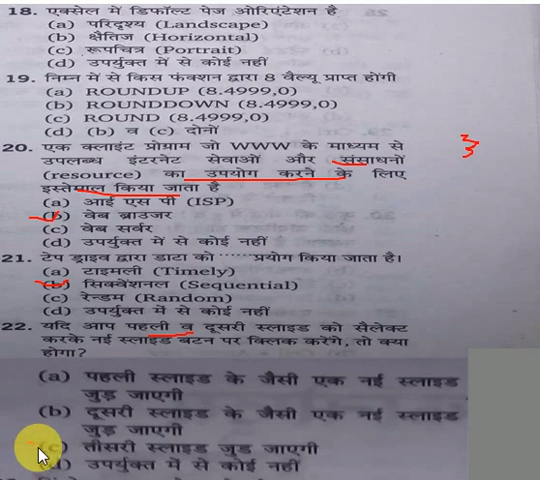 18. एक्सेल में डिफॉल्ट पेज ओरिएंटेशन है
(a) परिदृश्य (Landscape)
(b) क्षैतिज (Horizontal)
(c) रूपचित्र (Portrait)
(d) उपर्युक्त में से कोई नहीं
19. निम्न में से किस फंक्शन द्वारा 8 वैल्यू प्राप्त होंगी
(a) ROUNDUP (8.4999,0)
(b) ROUNDDOWN (8.4999,0)
(c) ROUND (8.4999,0)
(d) (b) व (c) दोनों
20. एक क्लाइंट प्रोग्राम जो WWW के माध्यम से
उपलब्ध इंटरनेट सेवाओं और संसाधनों
(resource) का उपयोग करने के लिए
इस्तेमाल किया जाता है
(a) आई एस पी (ISP)
(b) वेब ब्राउजर
(c) वेब सर्वर
(d) उपर्युक्त में से कोई नहीं
21. टेप ड्राइव द्वारा डाटा को ...... प्रयोग किया जाता है।
(a) टाइमली (Timely)
(b) सिक्वेंशनल (Sequential)
(c) रेन्डम (Random)
(d) उपर्युक्त में से कोई नहीं
22. यदि आप पहली व दूसरी स्लाइड को सैलेक्ट
करके नई स्लाइड बटन पर क्लिक करेंगे, तो क्या
होगा?
(a) पहली स्लाइड के जैसी एक नई स्लाइड
जुड़ जाएगी
(b) दूसरी स्लाइड के जैसी एक नई स्लाइड
जुड़ जाएगी
(c) तीसरी स्लाइड जुड जाएगी
(d) उपर्युक्त में से कोई नहीं